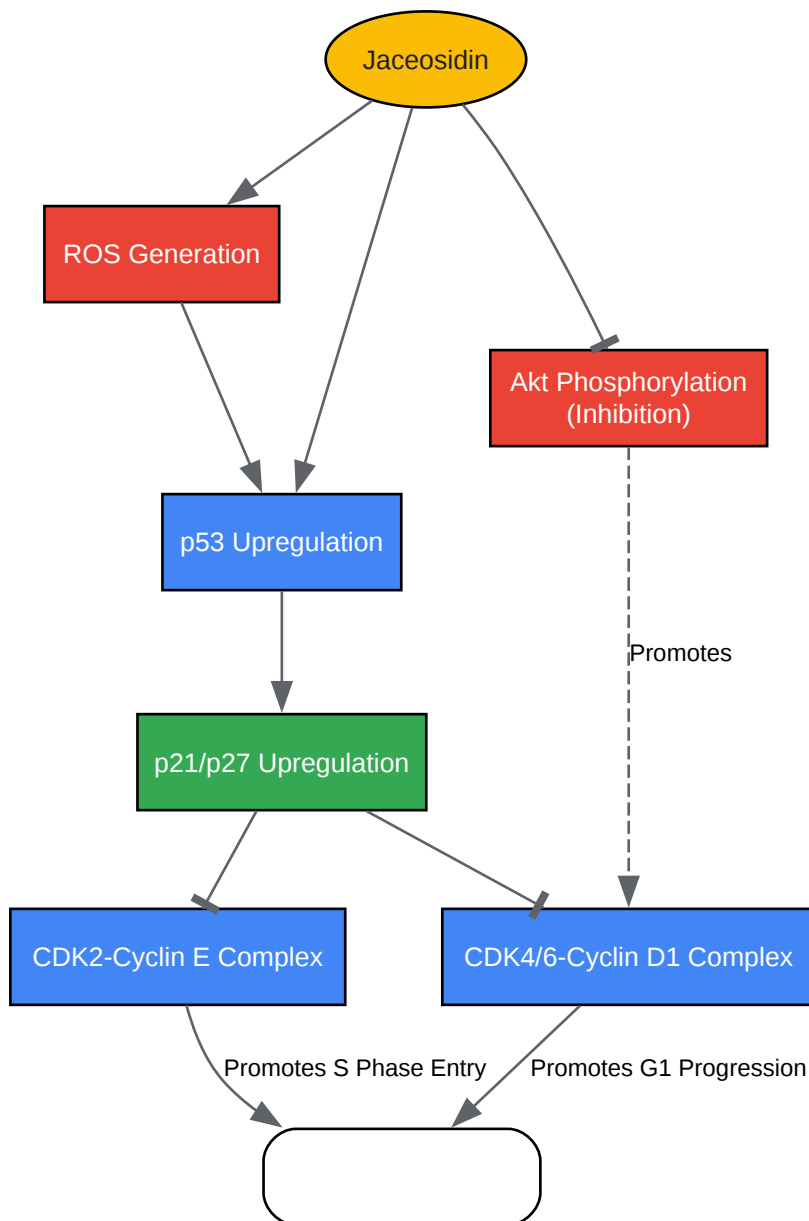 Jaceosidin
ROS Generation
Akt Phosphorylation
(Inhibition)
p53 Upregulation
Promotes
p21/p27 Upregulation
CDK2-Cyclin E Complex
CDK4/6-Cyclin D1 Complex
Promotes S Phase Entry
Promotes G1 Progression